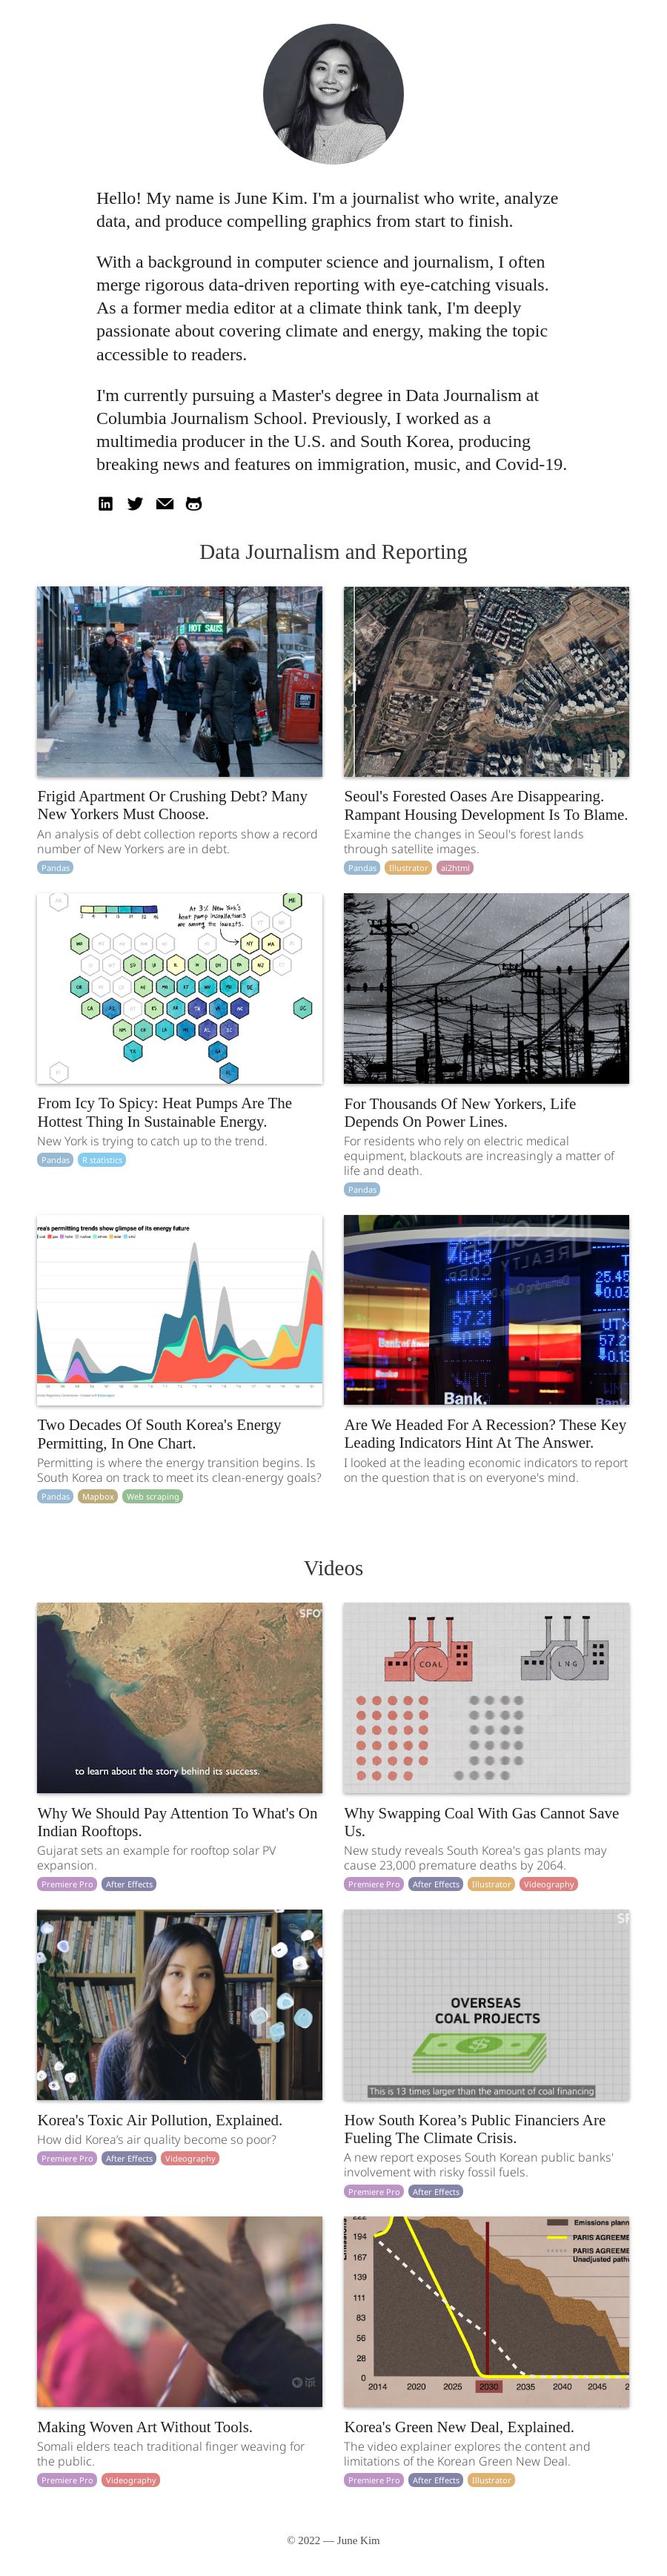 Hello! My name is June Kim. I'm a journalist who write, analyze
data, and produce compelling graphics from start to finish.
With a background in computer science and journalism, I often
merge rigorous data-driven reporting with eye-catching visuals.
As a former media editor at a climate think tank, I'm deeply
passionate about covering climate and energy, making the topic
accessible to readers.
I'm currently pursuing a Master's degree in Data Journalism at
Columbia Journalism School. Previously, I worked as a
multimedia producer in the U.S. and South Korea, producing
breaking news and features on immigration, music, and Covid-19.
Data Journalism and Reporting
HOT SAUS
Frigid Apartment Or Crushing Debt? Many
New Yorkers Must Choose.
An analysis of debt collection reports show a record
number of New Yorkers are in debt.
Pandas
Seoul's Forested Oases Are Disappearing.
Rampant Housing Development Is To Blame.
Examine the changes in Seoul's forest lands
through satellite images.
Pandas Illustrator ai2html
At 3% New York's
heat pump installations
are among the lowests.
From Icy To Spicy: Heat Pumps Are The
Hottest Thing In Sustainable Energy.
New York is trying to catch up to the trend.
Pandas R statistics
For Thousands Of New Yorkers, Life
Depends On Power Lines.
For residents who rely on electric medical
equipment, blackouts are increasingly a matter of
life and death.
Pandas
rea's permitting trends show glimpse of its energy future
Two Decades Of South Korea's Energy
Permitting, In One Chart.
Permitting is where the energy transition begins. Is
South Korea on track to meet its clean-energy goals?
Pandas Mapbox Web scraping
REALTY
UTX
57.21
0.19
25.45
0.03
UTX
57.2
0.19
Bank of
Bank.
Are We Headed For A Recession? These Key
Leading Indicators Hint At The Answer.
I looked at the leading economic indicators to report
on the question that is on everyone's mind.
Videos
SFO
to learn about the story behind its success.
Why We Should Pay Attention To What's On
Indian Rooftops.
Gujarat sets an example for rooftop solar PV
expansion.
Premiere Pro After Effects
COAL LNG
Why Swapping Coal With Gas Cannot Save
Us.
New study reveals South Korea's gas plants may
cause 23,000 premature deaths by 2064.
Premiere Pro After Effects Illustrator Videography
Korea's Toxic Air Pollution, Explained.
How did Korea’s air quality become so poor?
Premiere Pro After Effects Videography
SF
OVERSEAS
COAL PROJECTS
This is 13 times larger than the amount of coal financing
How South Korea’s Public Financiers Are
Fueling The Climate Crisis.
A new report exposes South Korean public banks'
involvement with risky fossil fuels.
Premiere Pro After Effects
tpt
Making Woven Art Without Tools.
Somali elders teach traditional finger weaving for
the public.
Premiere Pro Videography
Emissions
222
194
167
139
111
83
56
28
0
2014 2020 2025 2030 2035 2040 2045 2
Emissions plann
PARIS AGREEME
PARIS AGREEME
Unadjusted path
Korea's Green New Deal, Explained.
The video explainer explores the content and
limitations of the Korean Green New Deal.
Premiere Pro After Effects Illustrator
© 2022 — June Kim